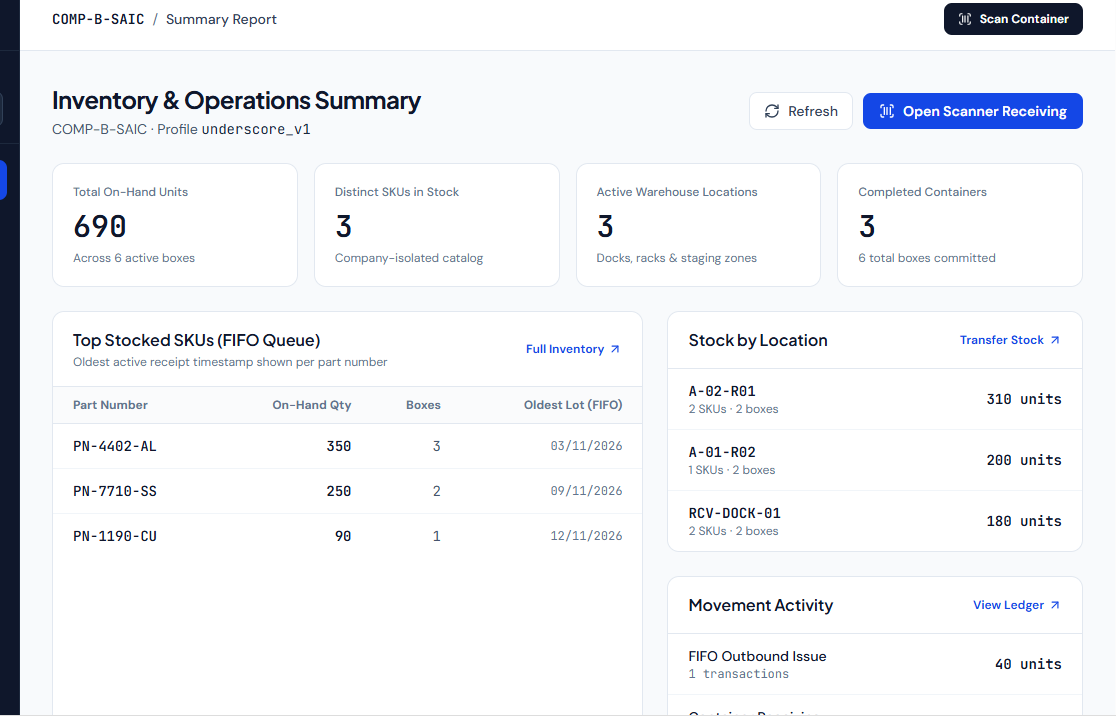 COMP-B-SAIC / Summary Report
Scan Container
Inventory & Operations Summary
COMP-B-SAIC · Profile underscore_v1
Refresh
Open Scanner Receiving
Total On-Hand Units
690
Across 6 active boxes
Distinct SKUs in Stock
3
Company-isolated catalog
Active Warehouse Locations
3
Docks, racks & staging zones
Completed Containers
3
6 total boxes committed
Top Stocked SKUs (FIFO Queue)
Oldest active receipt timestamp shown per part number
Full Inventory
Part Number On-Hand Qty Boxes Oldest Lot (FIFO)
PN-4402-AL 350 3 03/11/2026
PN-7710-SS 250 2 09/11/2026
PN-1190-CU 90 1 12/11/2026
Stock by Location
Transfer Stock
A-02-R01
2 SKUs · 2 boxes
310 units
A-01-R02
1 SKUs · 2 boxes
200 units
RCV-DOCK-01
2 SKUs · 2 boxes
180 units
Movement Activity
View Ledger
FIFO Outbound Issue
1 transactions
40 units